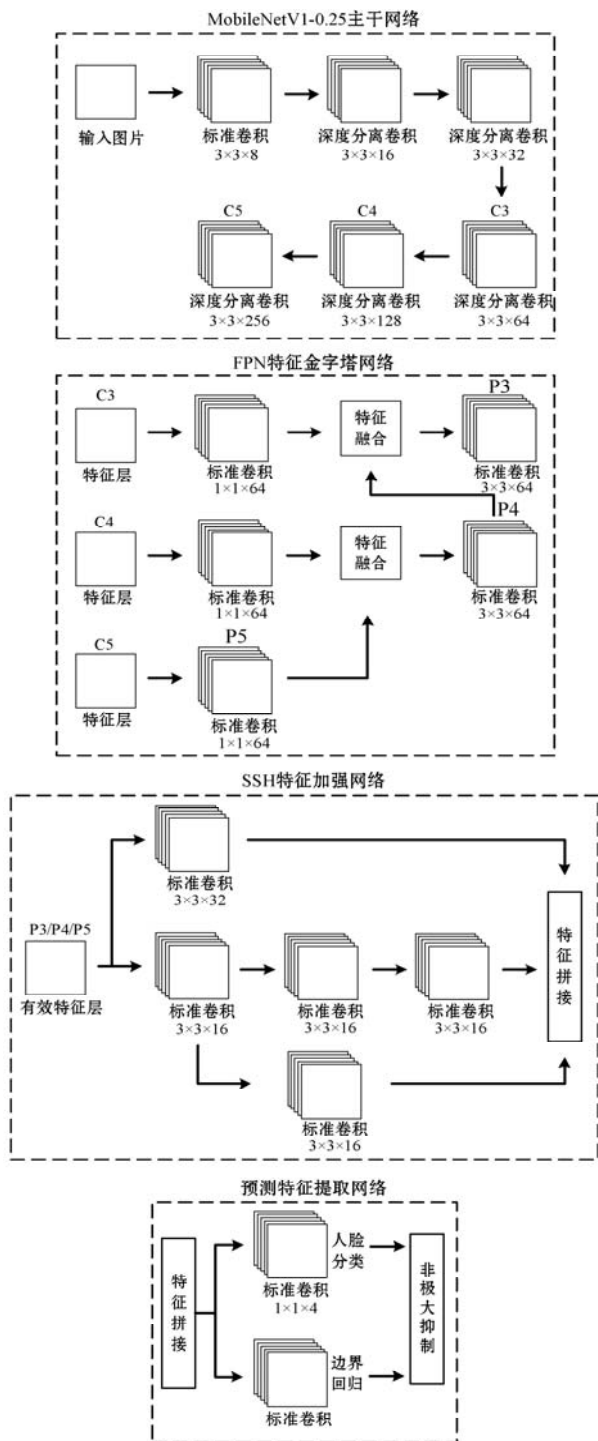 MobileNetV1-0.25主干网络
输入图片
标准卷积
3×3×8
深度分离卷积
3×3×16
深度分离卷积
3×3×32
C5
C4
C3
深度分离卷积
3×3×256
深度分离卷积
3×3×128
深度分离卷积
3×3×64
FPN特征金字塔网络
C3
特征层
标准卷积
1×1×64
特征
融合
P3
标准卷积
3×3×64
C4
特征层
标准卷积
1×1×64
特征
融合
P4
标准卷积
3×3×64
C5
特征层
P5
标准卷积
1×1×64
SSH特征加强网络
标准卷积
3×3×32
P3/P4/P5
有效特征层
标准卷积
3×3×16
标准卷积
3×3×16
标准卷积
3×3×16
特征拼接
标准卷积
3×3×16
预测特征提取网络
特征拼接
标准卷积
1×1×4
人脸
分类
标准卷积
边界
回归
非极大抑制